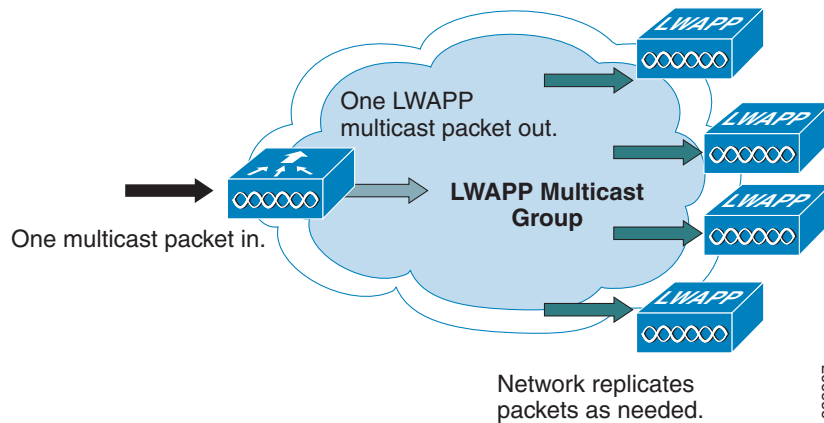 LWAPP
One LWAPP
multicast packet out.
LWAPP
LWAPP Multicast
Group
One multicast packet in.
LWAPP
LWAPP
Network replicates
packets as needed.